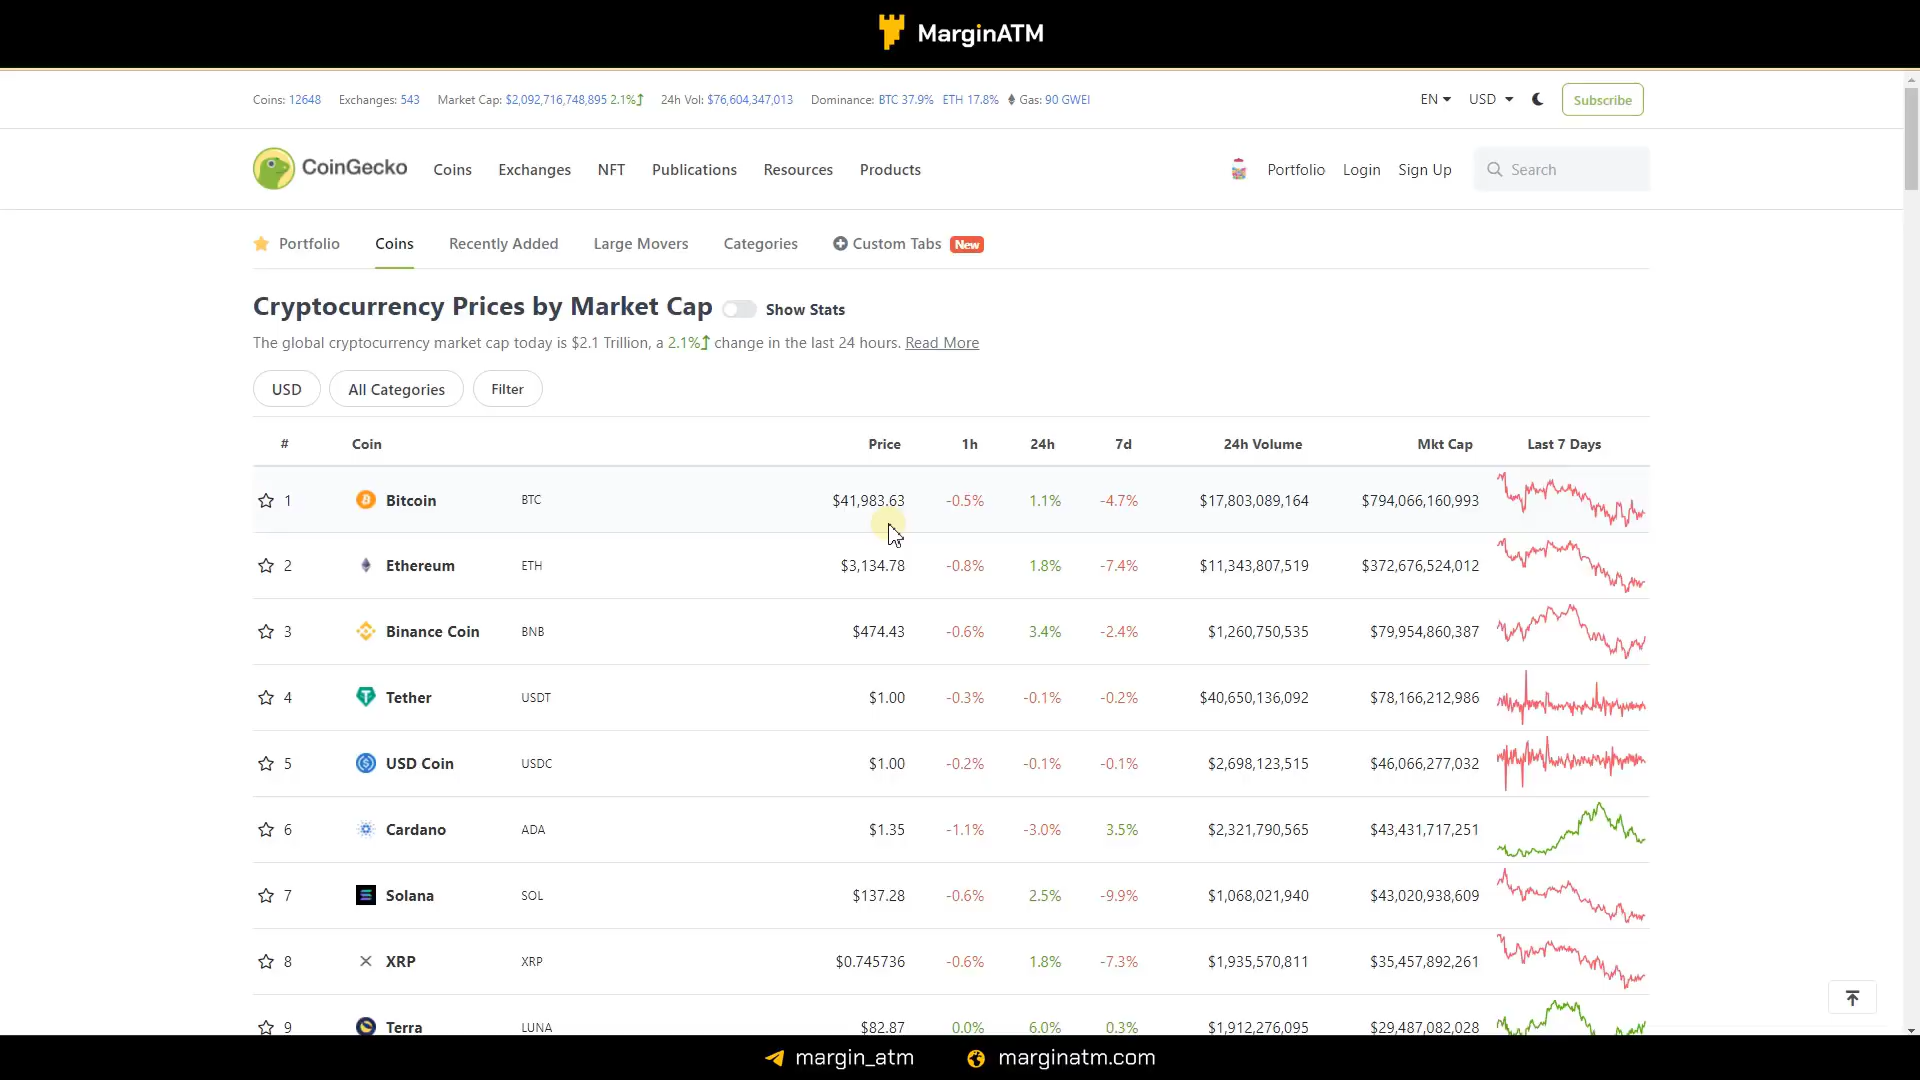 MarginATM
Coins: 12648 Exchanges: 543 Market Cap: $2,092,716,748,895 2.1% 24h Vol: $76,604,347,013 Dominance: BTC 37.9% ETH 17.8% Gas: 90 GWEI EN USD Subscribe
CoinGecko Coins Exchanges NFT Publications Resources Products Portfolio Login Sign Up Search
Portfolio Coins Recently Added Large Movers Categories Custom Tabs New
Cryptocurrency Prices by Market Cap Show Stats
The global cryptocurrency market cap today is $2.1 Trillion, a 2.1% change in the last 24 hours. Read More
USD All Categories Filter
# Coin Price 1h 24h 7d 24h Volume Mkt Cap Last 7 Days
1 Bitcoin BTC $41,983.63 -0.5% 1.1% -4.7% $17,803,089,164 $794,066,160,993
2 Ethereum ETH $3,134.78 -0.8% 1.8% -7.4% $11,343,807,519 $372,676,524,012
3 Binance Coin BNB $474.43 -0.6% 3.4% -2.4% $1,260,750,535 $79,954,860,387
4 Tether USDT $1.00 -0.3% -0.1% -0.2% $40,650,136,092 $78,166,212,986
5 USD Coin USDC $1.00 -0.2% -0.1% -0.1% $2,698,123,515 $46,066,277,032
6 Cardano ADA $1.35 -1.1% -3.0% 3.5% $2,321,790,565 $43,431,717,251
7 Solana SOL $137.28 -0.6% 2.5% -9.9% $1,068,021,940 $43,020,938,609
8 XRP XRP $0.745736 -0.6% 1.8% -7.3% $1,935,570,811 $35,457,892,261
9 Terra LUNA $82.87 0.0% 6.0% 0.3% $1,912,276,095 $29,487,082,028
margin_atm marginatm.com